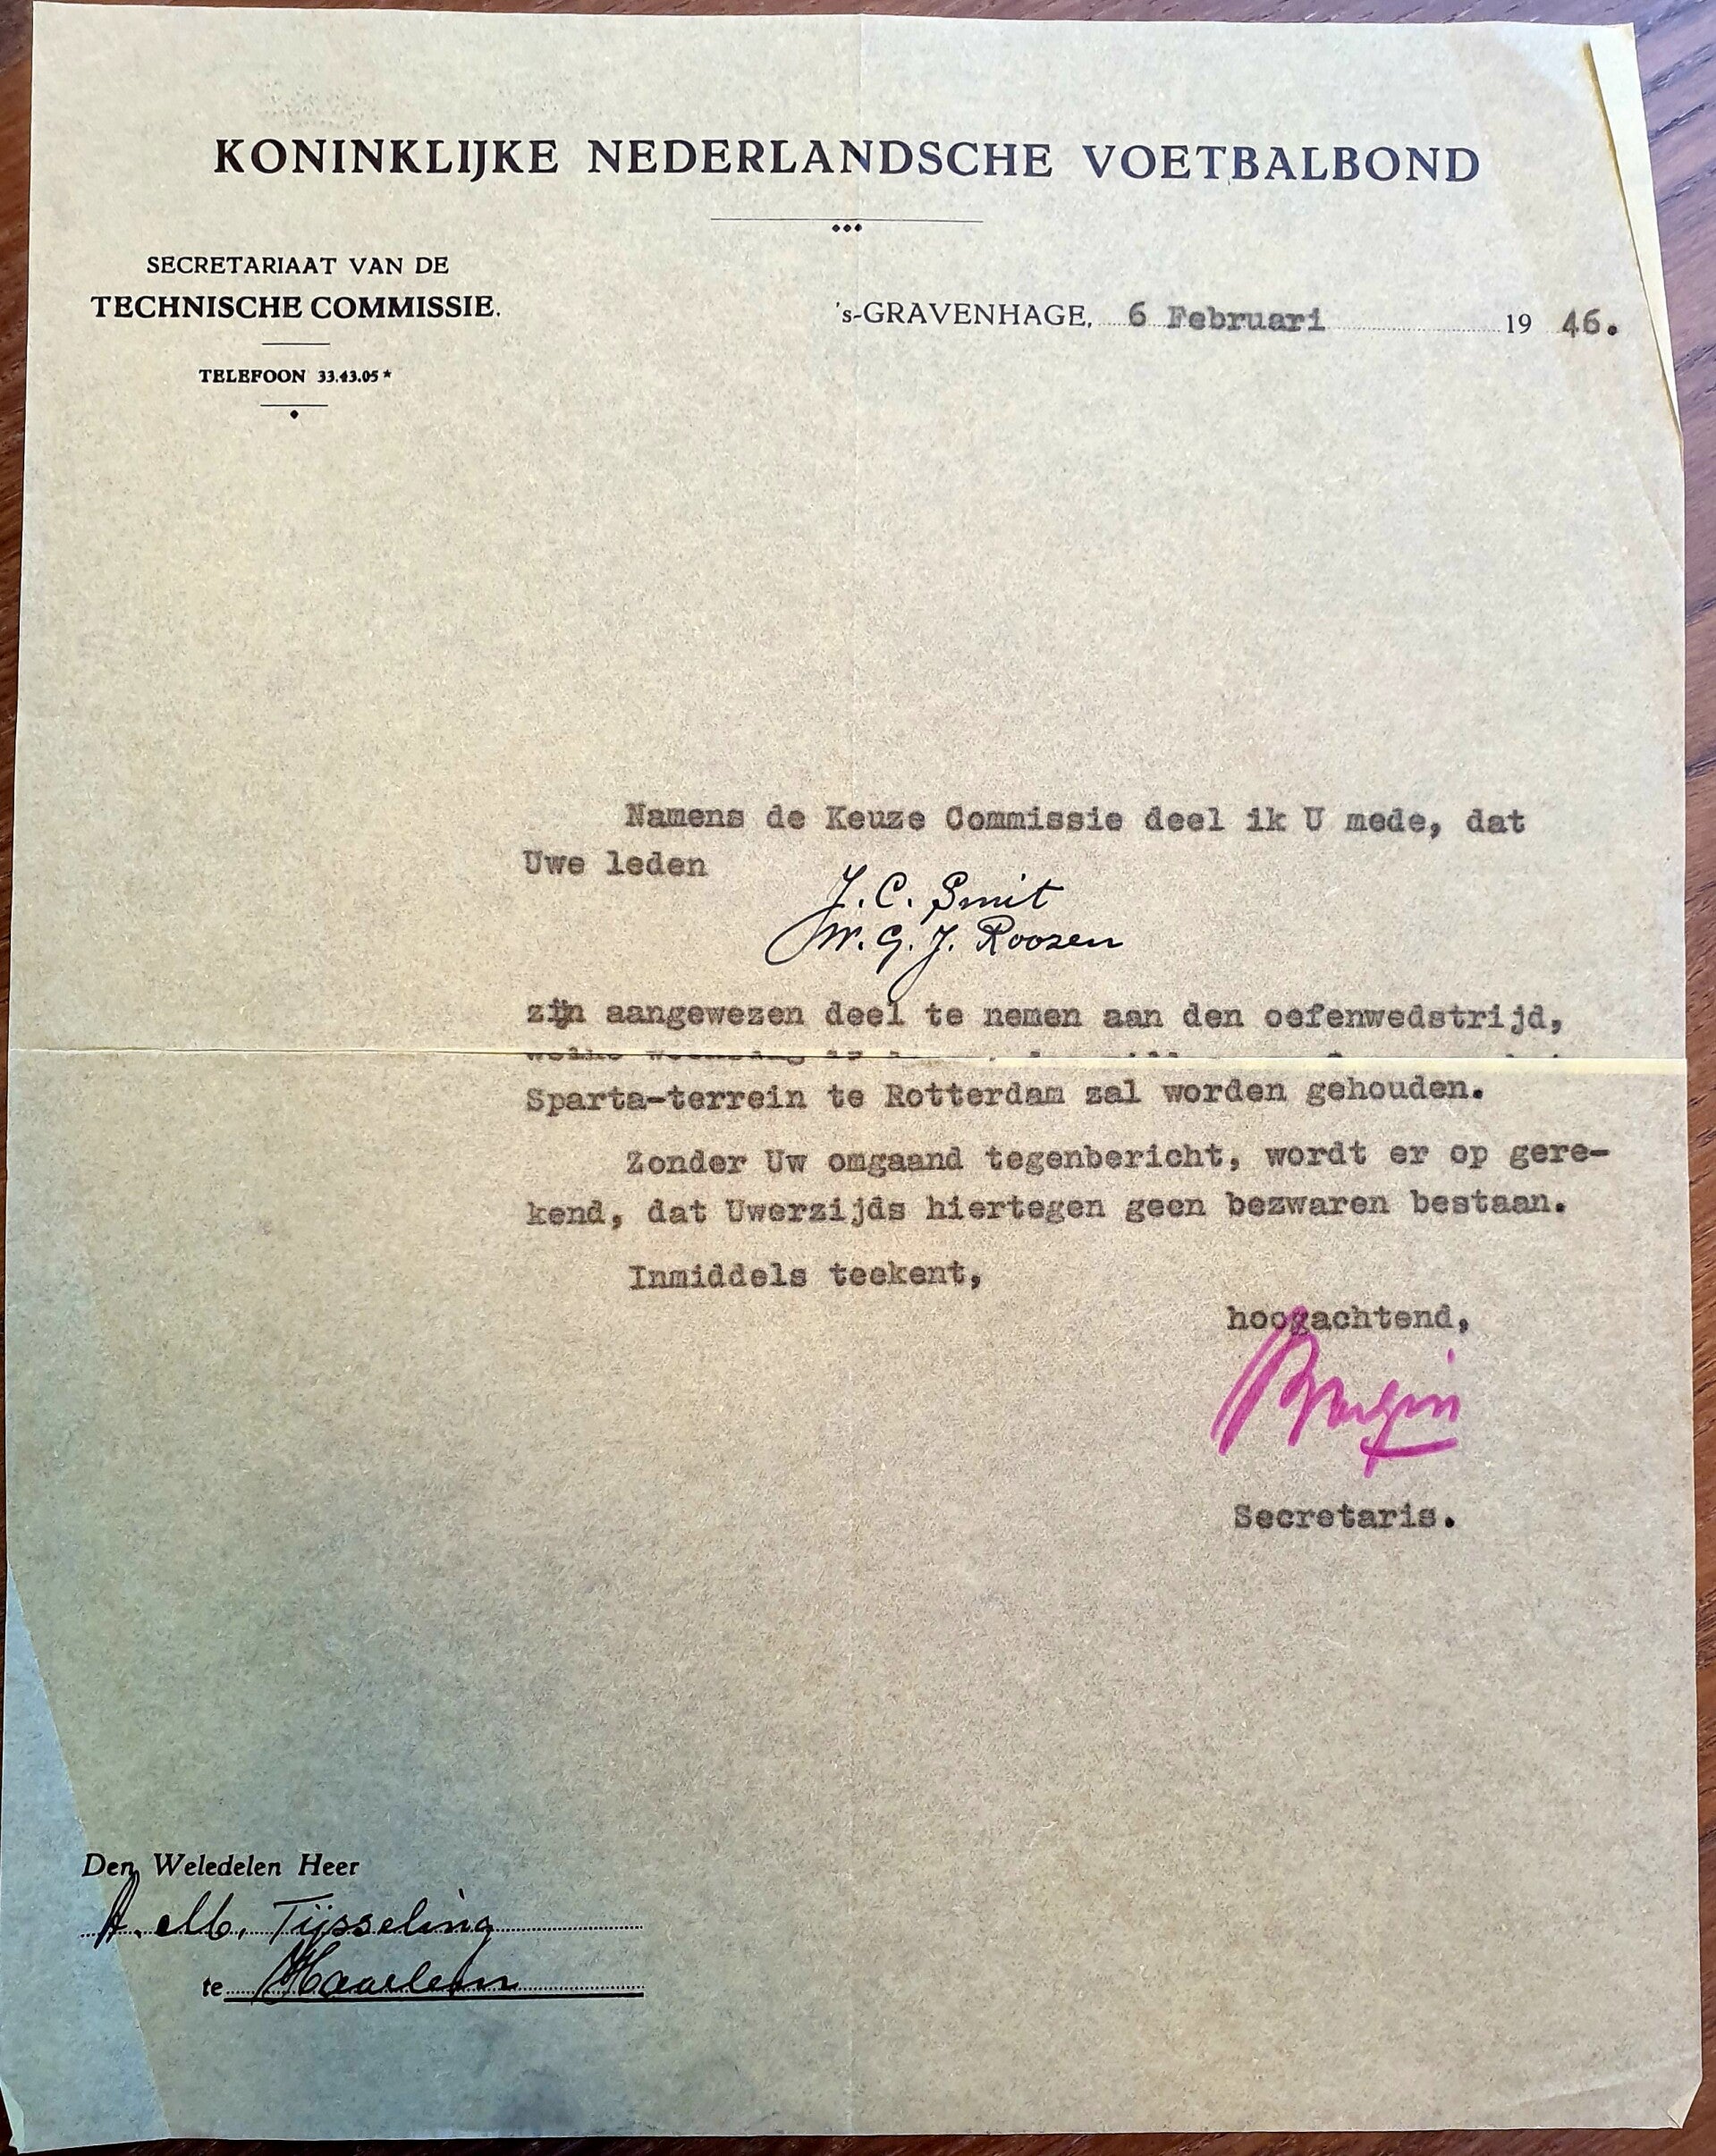 KONINKLIJKE NEDERLANDSCHE VOETBALBOND
SECRETARIAAT VAN DE
TECHNISCHE COMMISSIE.
TELEFOON 33.43.05*
's-GRAVENHAGE, 6 Februari 1946.
Namens de Keuze Commissie deel ik U mede, dat
Uwe leden
J. C. Smit
W. G. J. Roozen
zijn aangewezen deel te nemen aan den oefenwedstrijd,
Sparta-terrein te Rotterdam zal worden gehouden.
Zonder Uw omgaand tegenbericht, wordt er op gere-
kend, dat Uwerzijds hiertegen geen bezwaren bestaan.
Inmiddels teekent,
hoogachtend,
Secretaris.
Den Weledelen Heer
A. M. Tijsseling
te Haarlem